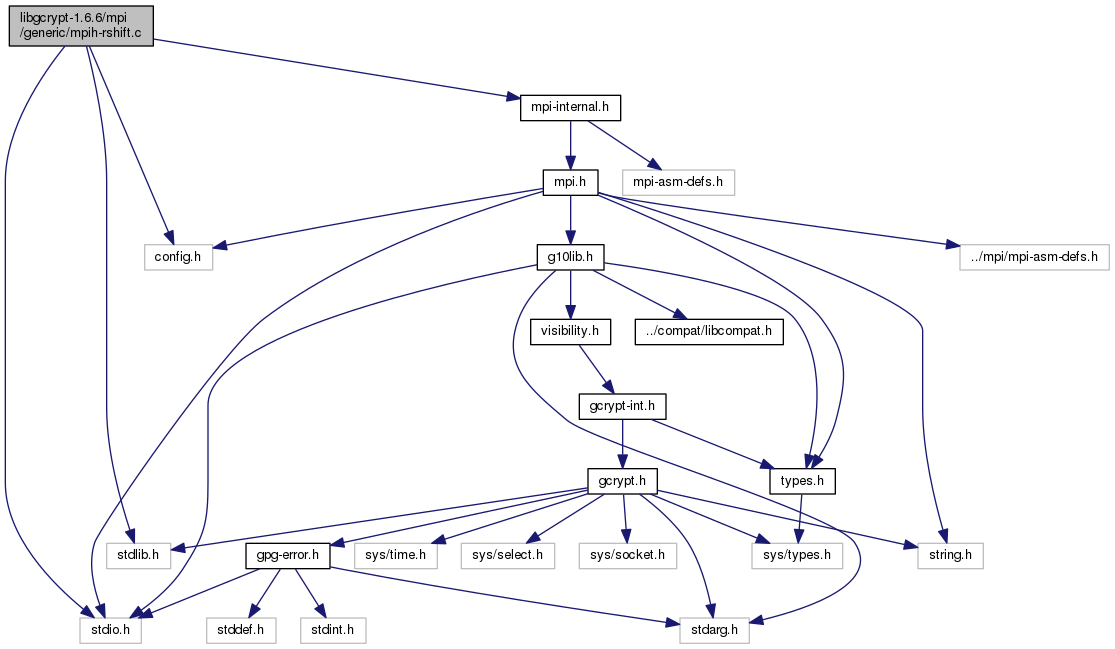 libgcrypt-1.6.6/mpi
/generic/mpih-rshift.c
mpi-internal.h
mpi.h
mpi-asm-defs.h
config.h
g10lib.h
../mpi/mpi-asm-defs.h
visibility.h
../compat/libcompat.h
gcrypt-int.h
gcrypt.h
types.h
stdlib.h
gpg-error.h
sys/time.h
sys/select.h
sys/socket.h
sys/types.h
string.h
stdio.h
stddef.h
stdint.h
stdarg.h